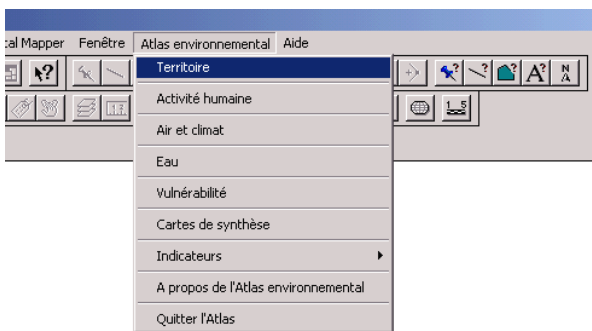 cal Mapper Fenêtre Atlas environnemental Aide
Territoire
Activité humaine
Air et climat
Eau
Vulnérabilité
Cartes de synthèse
Indicateurs
A propos de l'Atlas environnemental
Quitter l'Atlas